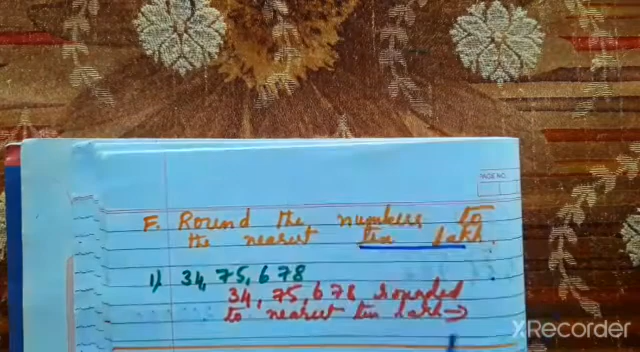 PAGE NO.
F. Round the numbers to
the nearest ten lakh.
1) 34,75,678
34,75,678 rounded
to nearest ten lakh→
XRecorder